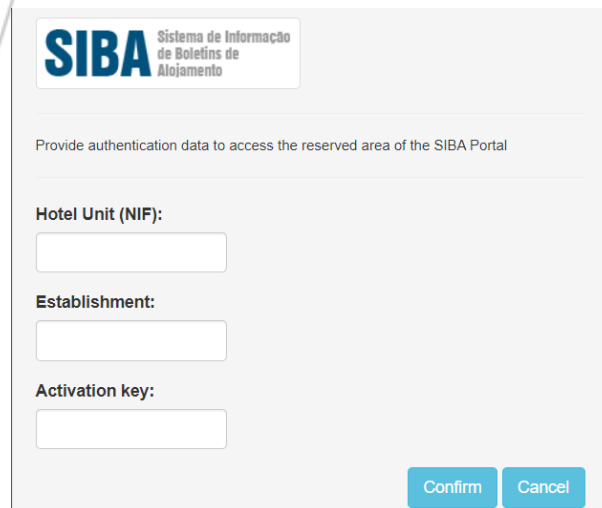 SIBA
Sistema de Informação
de Boletins de
Alojamento
Provide authentication data to access the reserved area of the SIBA Portal
Hotel Unit (NIF):
Establishment:
Activation key:
Confirm Cancel